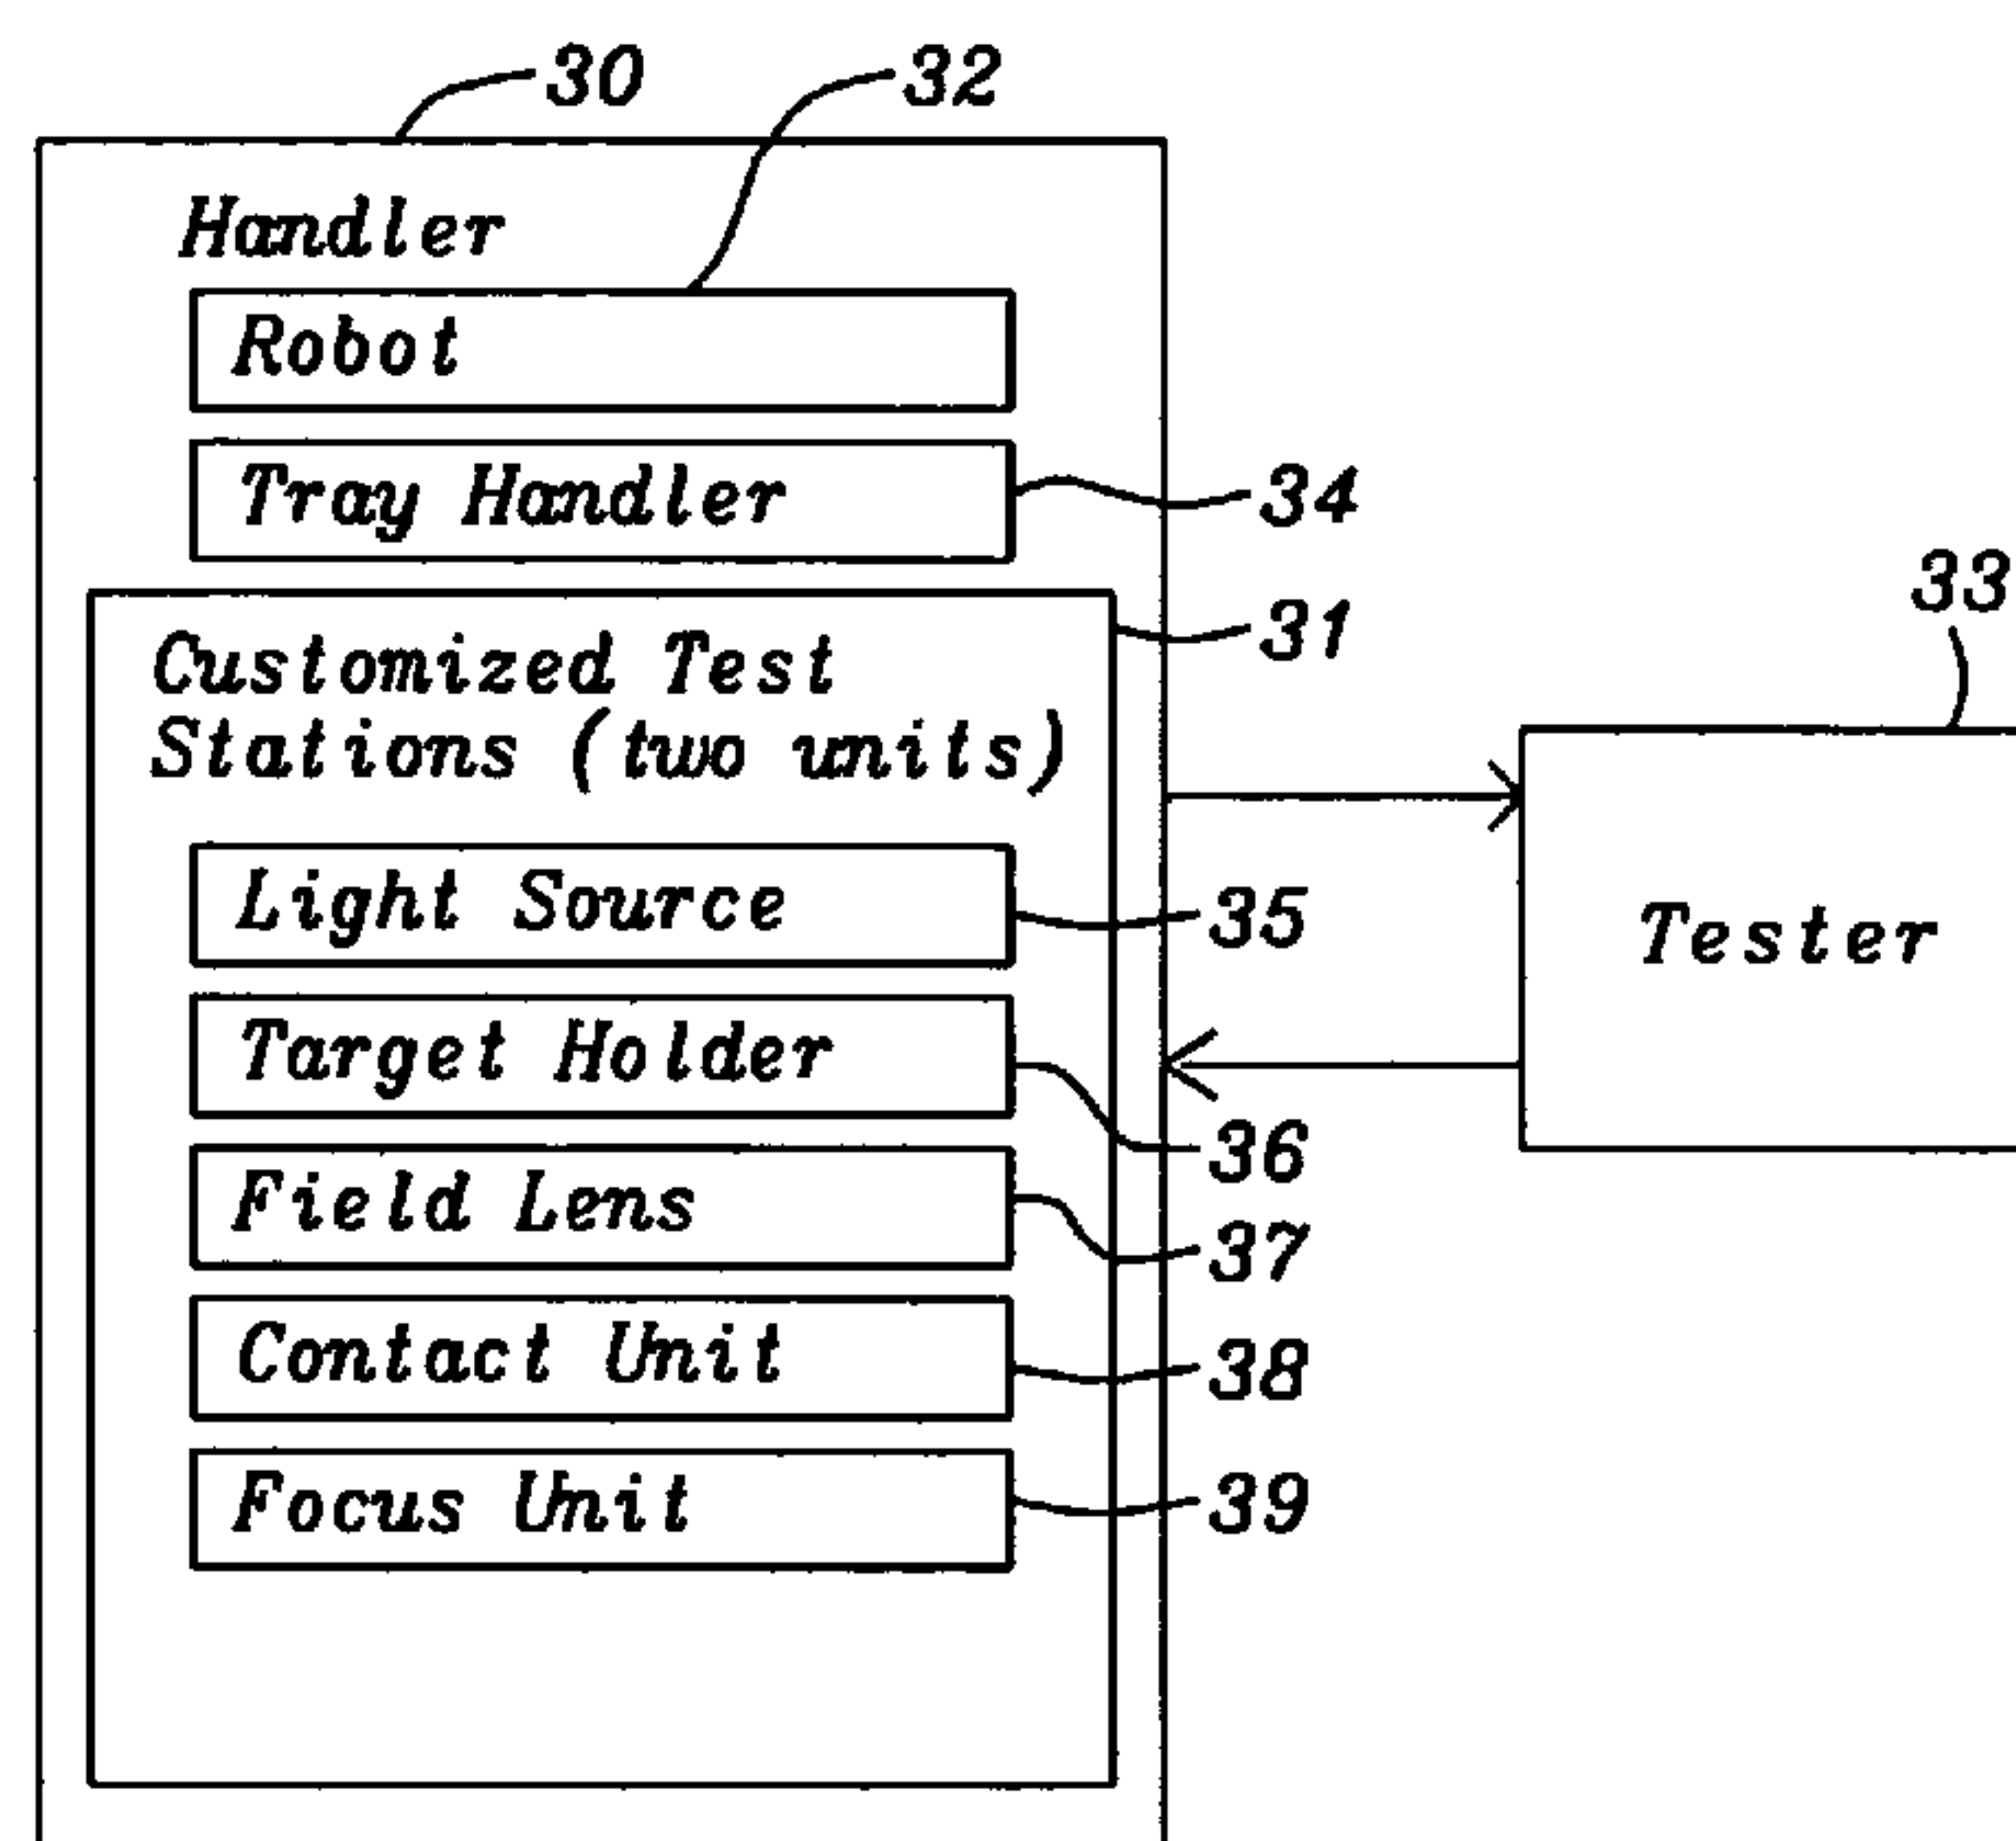 30
32
Handler
Robot
Tray Handler
34
31
33
Customized Test
Stations (two units)
Light Source
35
Tester
Target Holder
36
Field Lens
37
Contact Unit
38
Focus Unit
39